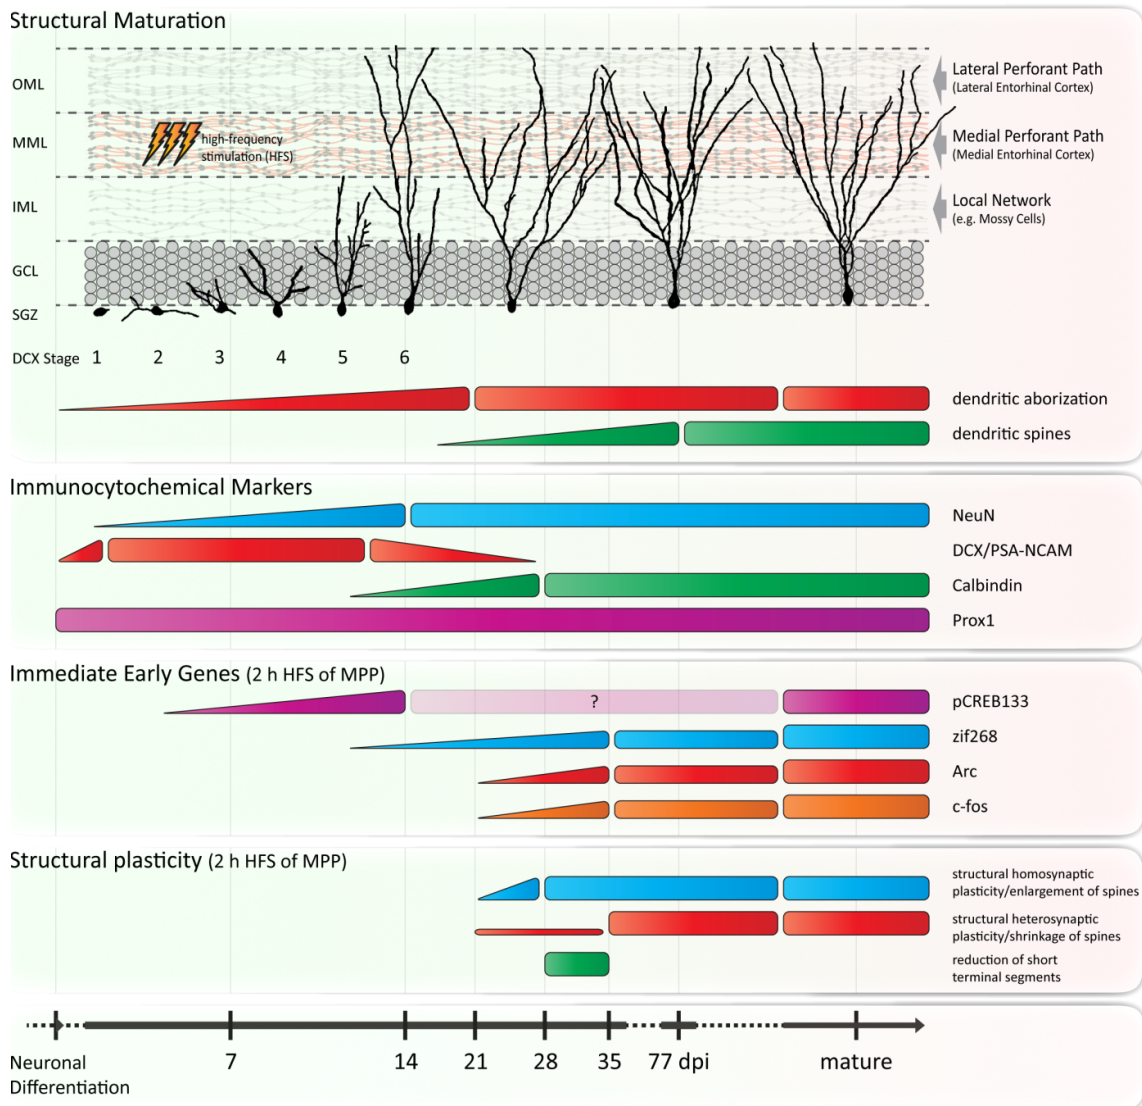 Structural Maturation
OML
MML
IML
GCL
SGZ
high-frequency
stimulation (HFS)
Lateral Perforant Path
(Lateral Entorhinal Cortex)
Medial Perforant Path
(Medial Entorhinal Cortex)
Local Network
(e.g. Mossy Cells)
DCX Stage 1 2 3 4 5 6
dendritic aborization
dendritic spines
Immunocytochemical Markers
NeuN
DCX/PSA-NCAM
Calbindin
Prox1
Immediate Early Genes (2 h HFS of MPP)
? pCREB133
zif268
Arc
c-fos
Structural plasticity (2 h HFS of MPP)
structural homosynaptic
plasticity/enlargement of spines
structural heterosynaptic
plasticity/shrinkage of spines
reduction of short
terminal segments
Neuronal
Differentiation
7 14 21 28 35 77 dpi mature